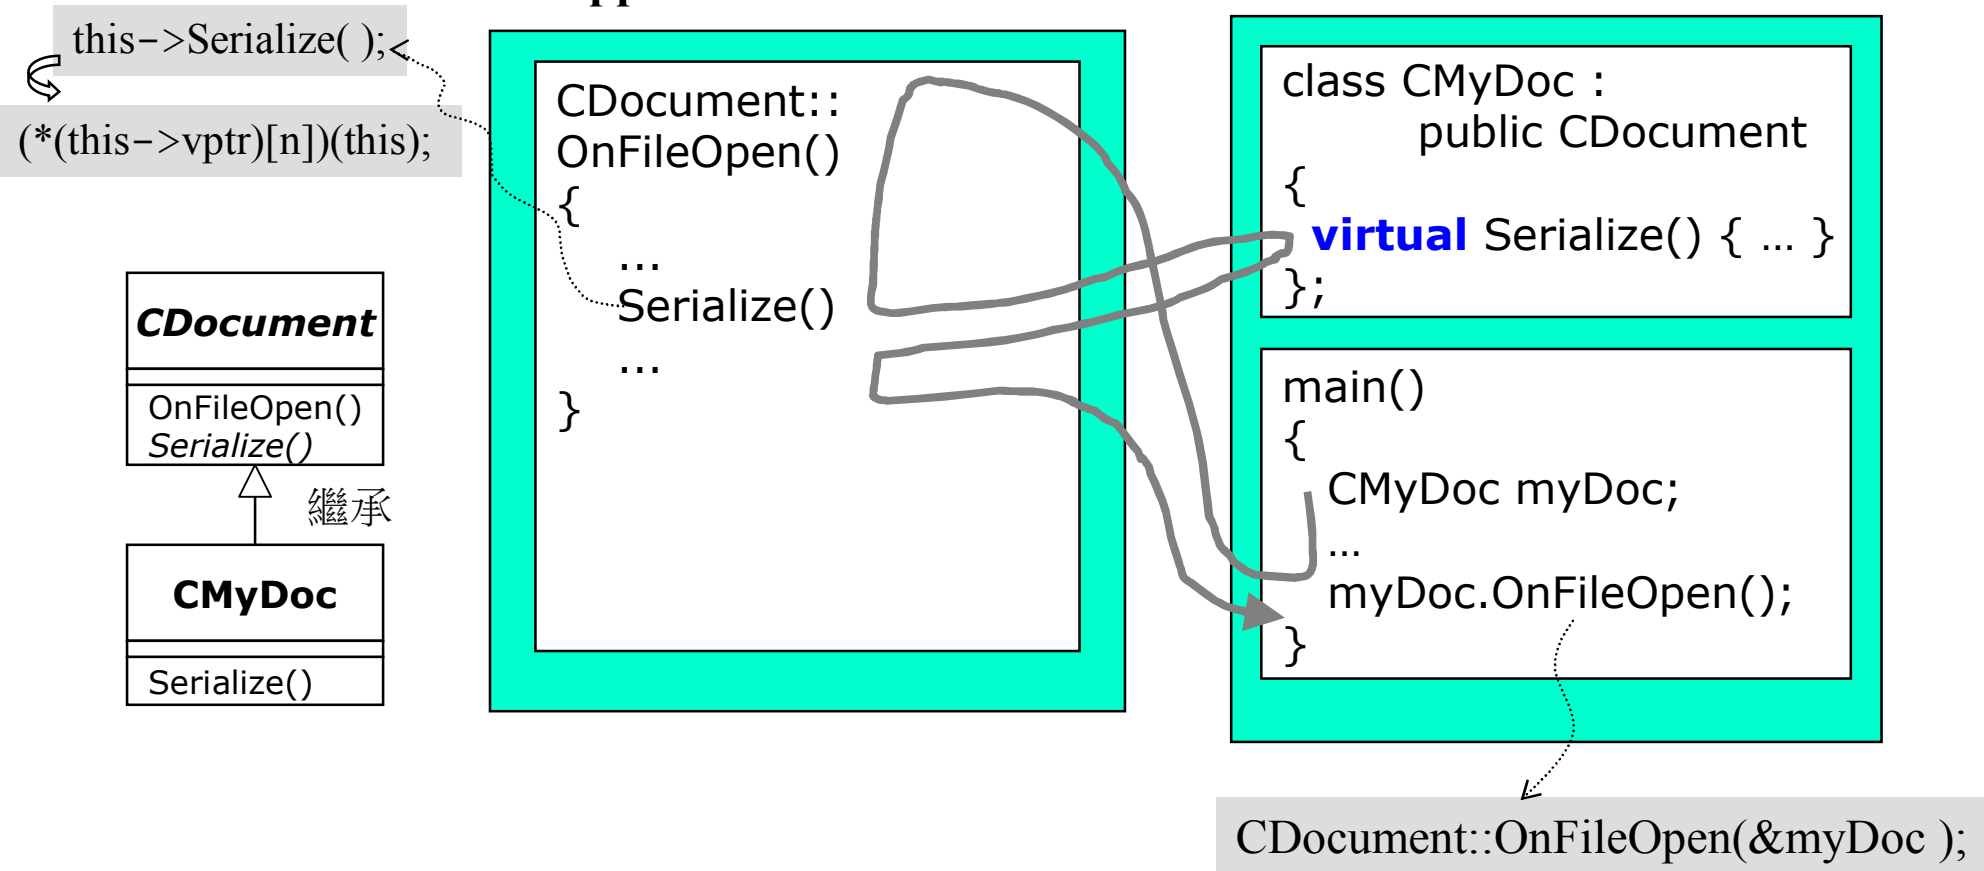 this->Serialize( );
(*(this->vptr)[n])(this);
CDocument
OnFileOpen()
Serialize()
繼承
CMyDoc
Serialize()
CDocument::
OnFileOpen()
{
...
Serialize()
...
}
class CMyDoc :
public CDocument
{
virtual Serialize() { … }
};
main()
{
CMyDoc myDoc;
…
myDoc.OnFileOpen();
}
CDocument::OnFileOpen(&myDoc );